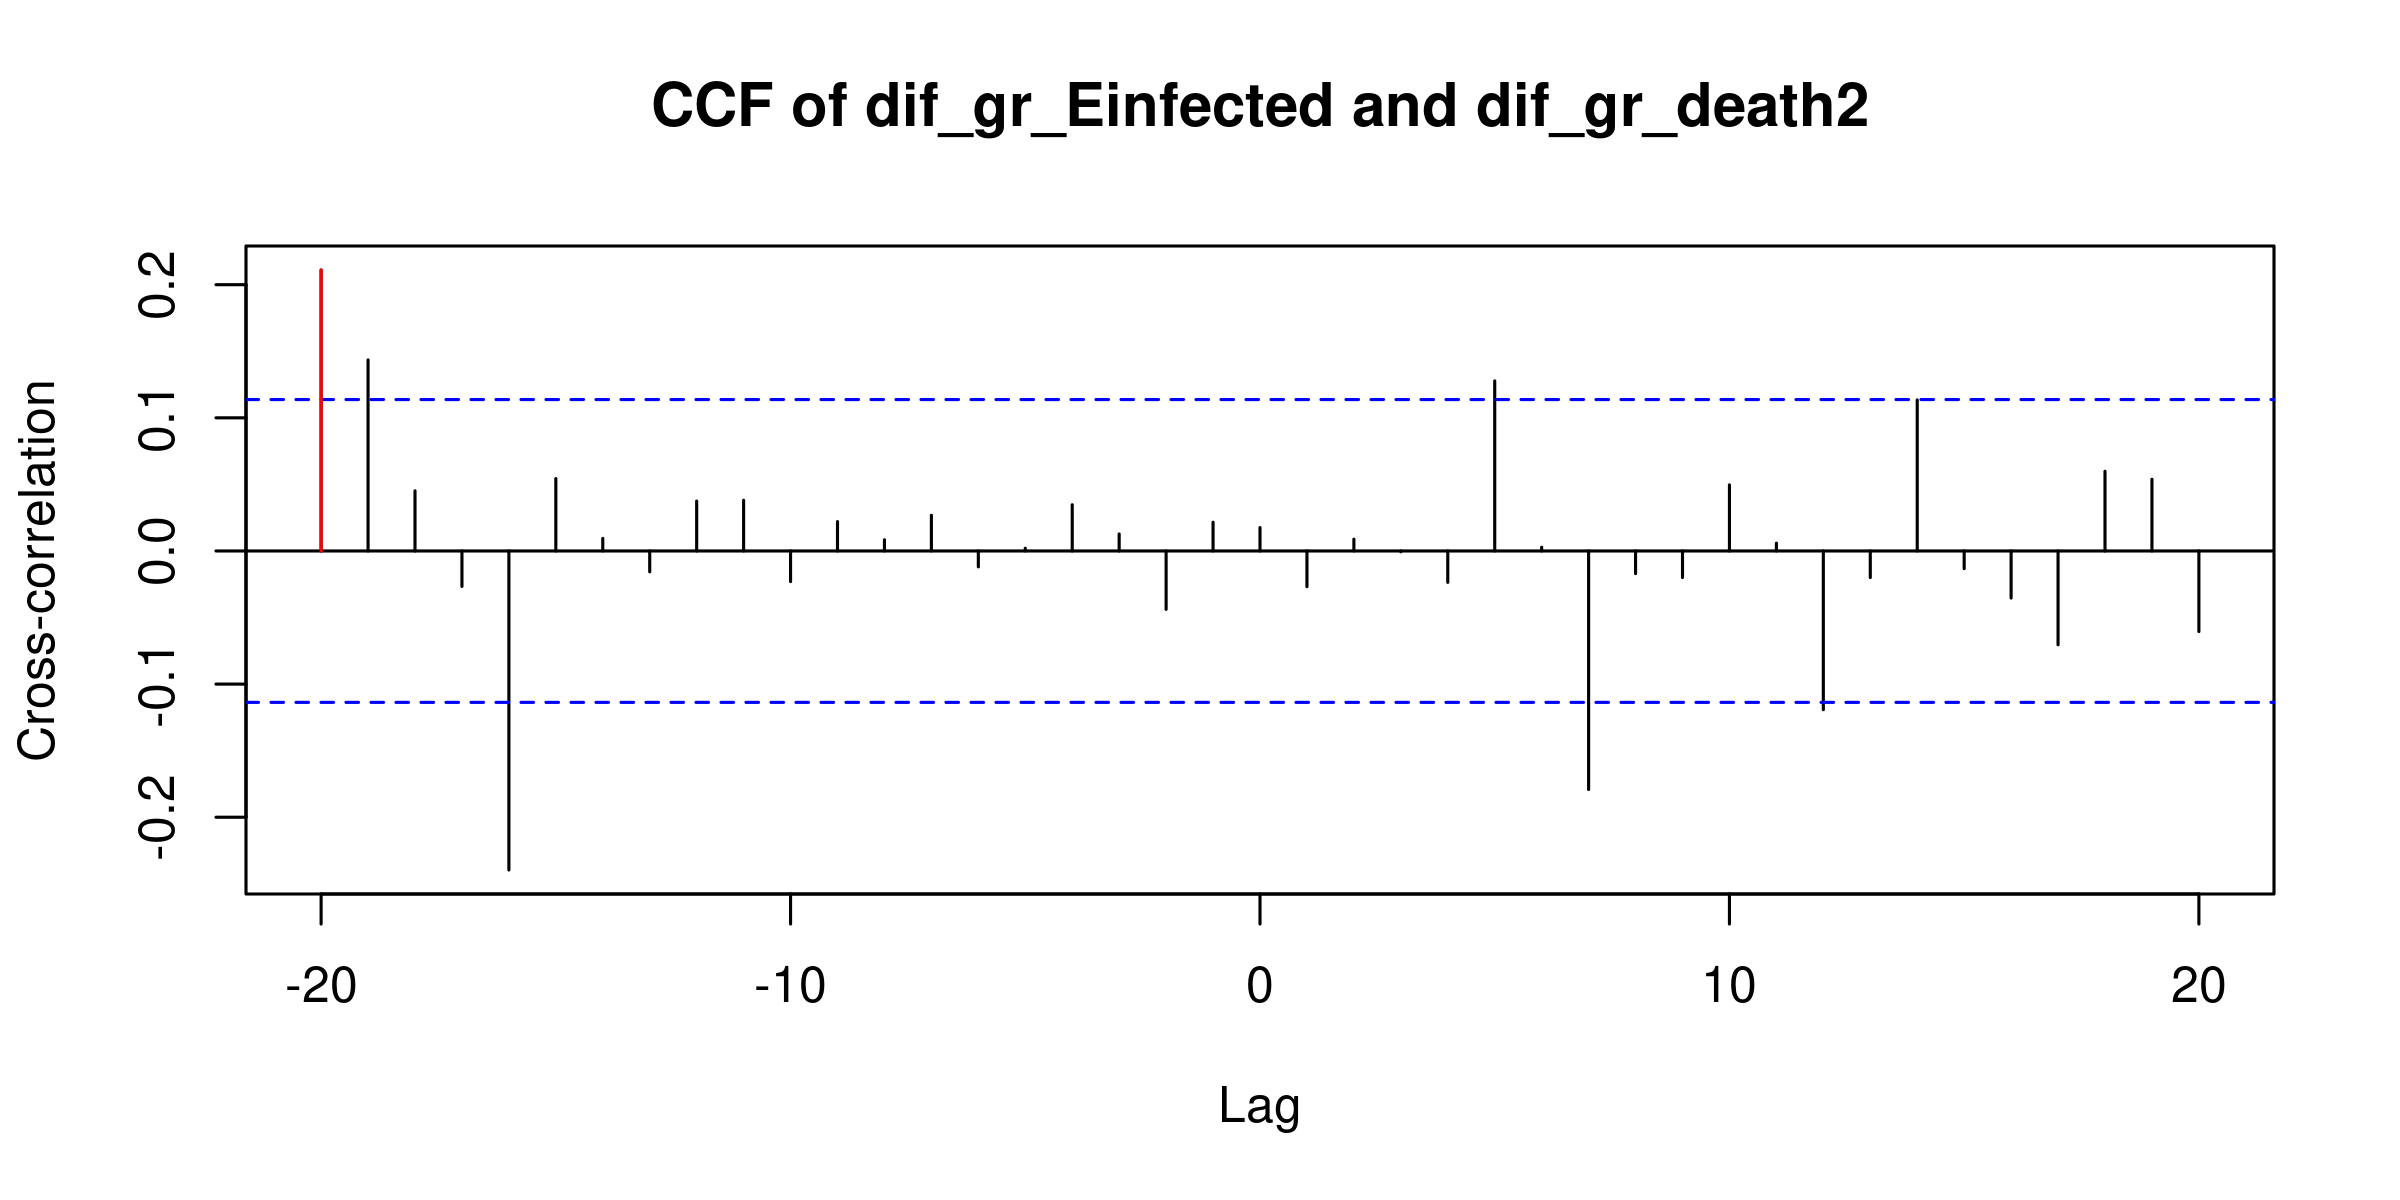 CCF of dif_gr_Einfected and dif_gr_death2
Cross-correlation
0.2
0.1
0.0
-0.1
-0.2
-20 -10 0 10 20
Lag